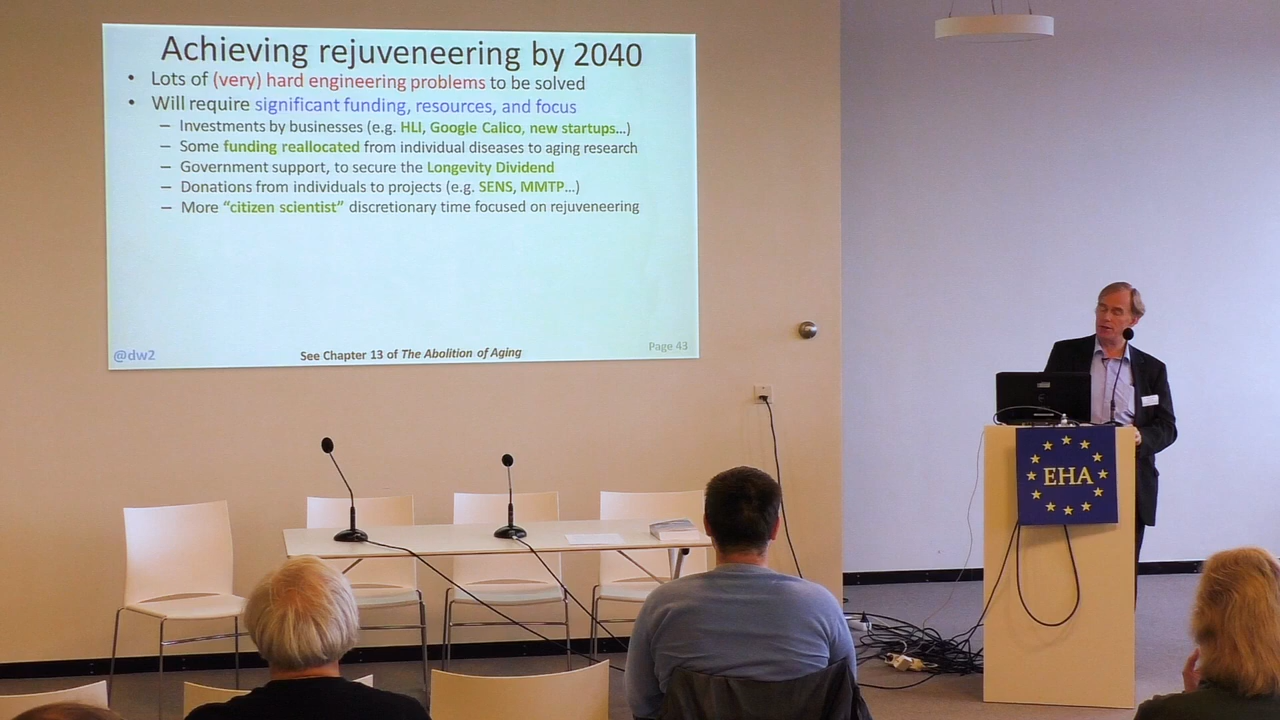 Achieving rejuveneering by 2040
• Lots of (very) hard engineering problems to be solved
• Will require significant funding, resources, and focus
– Investments by businesses (e.g. HLI, Google Calico, new startups…)
– Some funding reallocated from individual diseases to aging research
– Government support, to secure the Longevity Dividend
– Donations from individuals to projects (e.g. SENS, MMTP…)
– More “citizen scientist” discretionary time focused on rejuveneering
@dw2
See Chapter 13 of The Abolition of Aging
Page 43
EHA